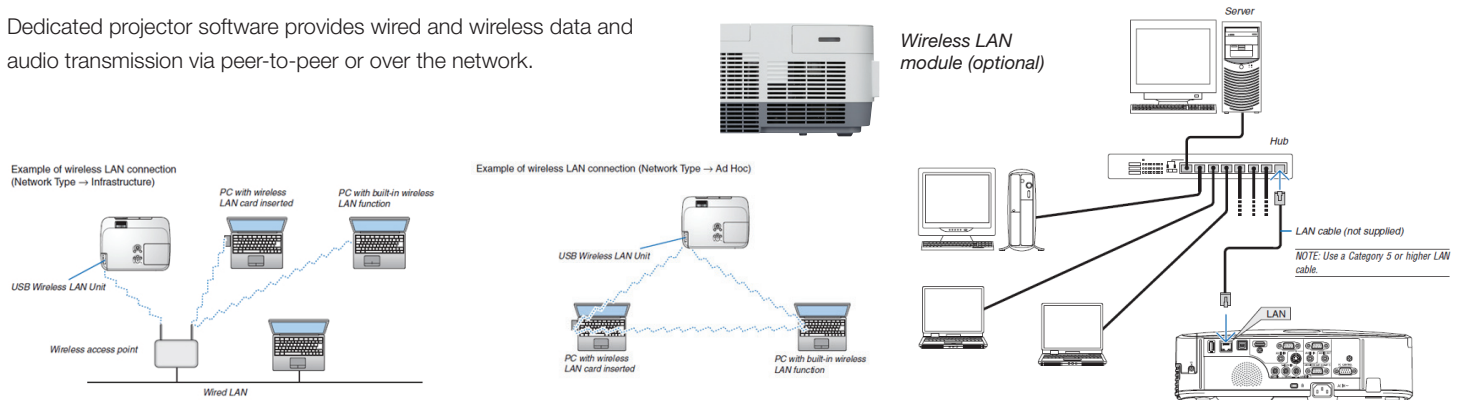 Dedicated projector software provides wired and wireless data and
audio transmission via peer-to-peer or over the network.
Wireless LAN
module (optional)
Server
Hub
LAN cable (not supplied)
NOTE: Use a Category 5 or higher LAN
cable.
LAN
Example of wireless LAN connection
(Network Type → Infrastructure)
PC with wireless
LAN card inserted
PC with built-in wireless
LAN function
USB Wireless LAN Unit
Wireless access point
Wired LAN
Example of wireless LAN connection (Network Type → Ad Hoc)
USB Wireless LAN Unit
PC with wireless
LAN card inserted
PC with built-in wireless
LAN function